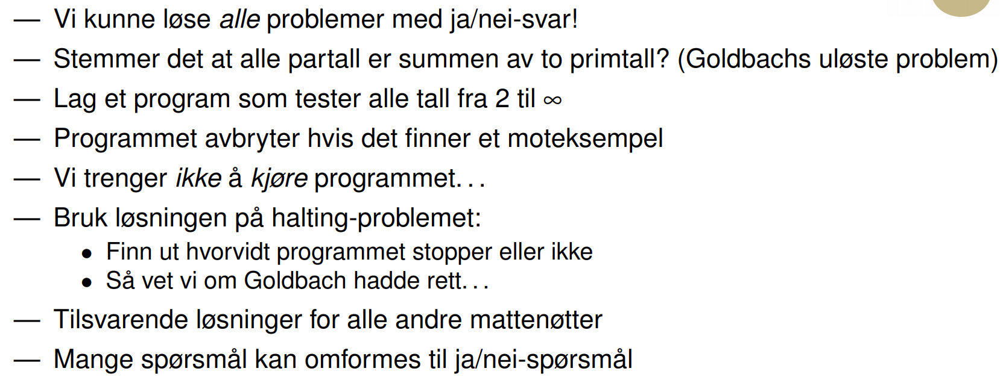 — Vi kunne løse alle problemer med ja/nei-svar!
— Stemmer det at alle partall er summen av to primtall? (Goldbachs uløste problem)
— Lag et program som tester alle tall fra 2 til ∞
— Programmet avbryter hvis det finner et moteksempel
— Vi trenger ikke å kjøre programmet. . .
— Bruk løsningen på halting-problemet:
• Finn ut hvorvidt programmet stopper eller ikke
• Så vet vi om Goldbach hadde rett. . .
— Tilsvarende løsninger for alle andre mattenøtter
— Mange spørsmål kan omformes til ja/nei-spørsmål